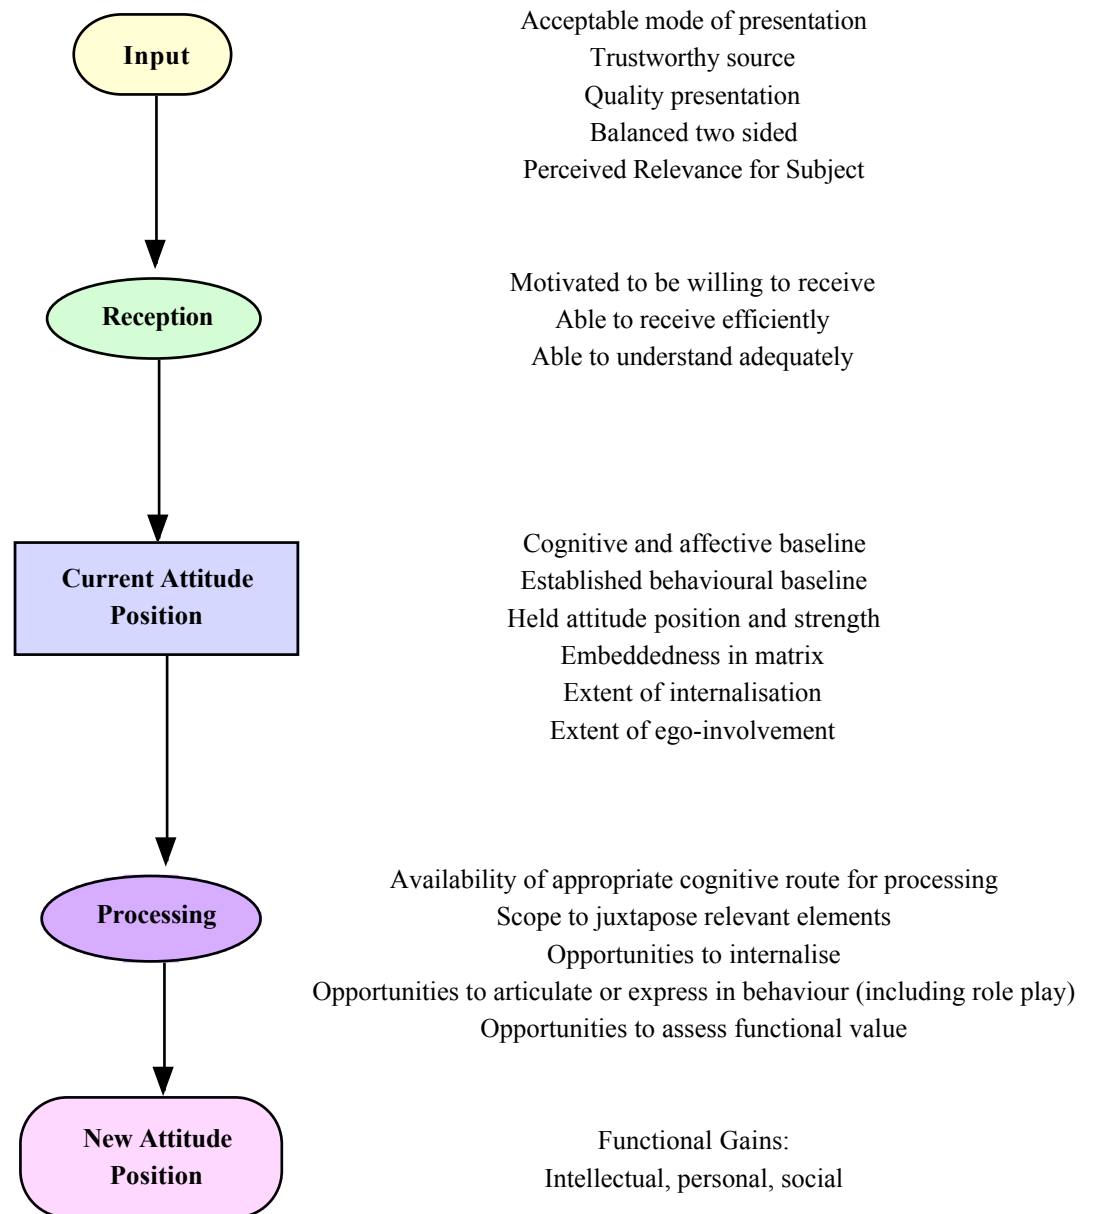 Input
Acceptable mode of presentation
Trustworthy source
Quality presentation
Balanced two sided
Perceived Relevance for Subject
Reception
Motivated to be willing to receive
Able to receive efficiently
Able to understand adequately
Current Attitude
Position
Cognitive and affective baseline
Established behavioural baseline
Held attitude position and strength
Embeddedness in matrix
Extent of internalisation
Extent of ego-involvement
Processing
Availability of appropriate cognitive route for processing
Scope to juxtapose relevant elements
Opportunities to internalise
Opportunities to articulate or express in behaviour (including role play)
Opportunities to assess functional value
New Attitude
Position
Functional Gains:
Intellectual, personal, social